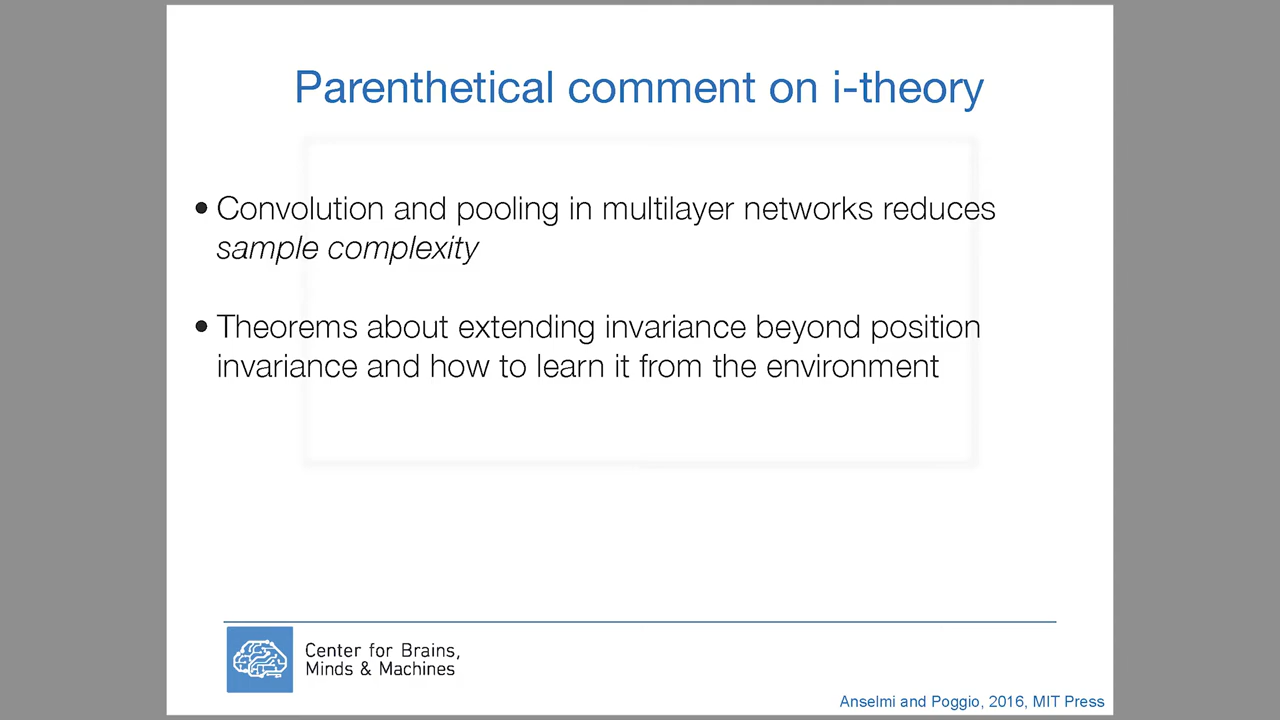 Parenthetical comment on i-theory
• Convolution and pooling in multilayer networks reduces
sample complexity
• Theorems about extending invariance beyond position
invariance and how to learn it from the environment
Center for Brains,
Minds & Machines
Anselmi and Poggio, 2016, MIT Press